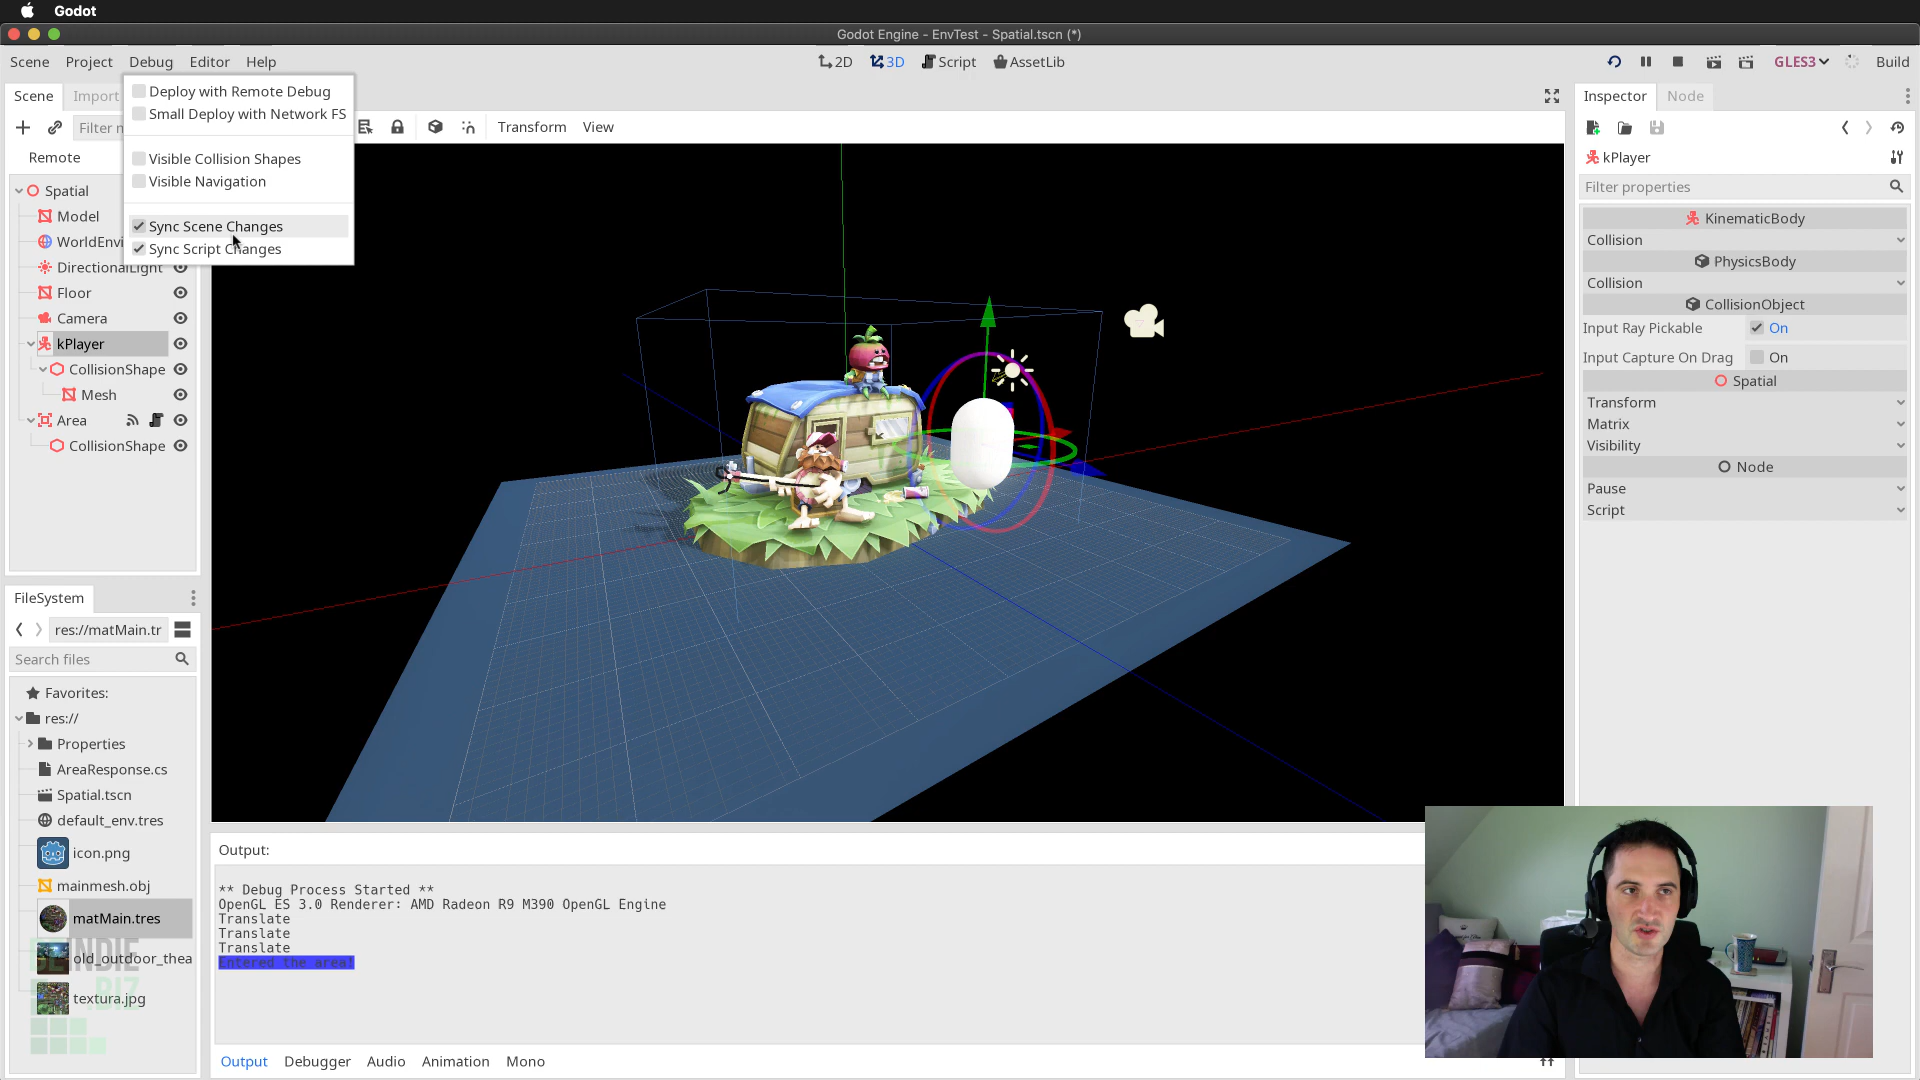 Godot
Godot Engine - EnvTest - Spatial.tscn (*)
Scene Project Debug Editor Help
2D 3D Script AssetLib
GLES3 Build
Scene Import
Deploy with Remote Debug
Small Deploy with Network FS
Visible Collision Shapes
Visible Navigation
Sync Scene Changes
Sync Script Changes
Filter n
Transform View
Remote
Spatial
Model
WorldEnvi
DirectionalLight
Floor
Camera
kPlayer
CollisionShape
Mesh
Area
CollisionShape
FileSystem
res://matMain.tr
Search files
Favorites:
res://
Properties
AreaResponse.cs
Spatial.tscn
default_env.tres
icon.png
mainmesh.obj
matMain.tres
old_outdoor_thea
textura.jpg
INDIE
.BIZ
Output:
** Debug Process Started **
OpenGL ES 3.0 Renderer: AMD Radeon R9 M390 OpenGL Engine
Translate
Translate
Translate
Entered the area!
Output Debugger Audio Animation Mono
Inspector Node
kPlayer
Filter properties
KinematicBody
Collision
PhysicsBody
Collision
CollisionObject
Input Ray Pickable On
Input Capture On Drag On
Spatial
Transform
Matrix
Visibility
Node
Pause
Script